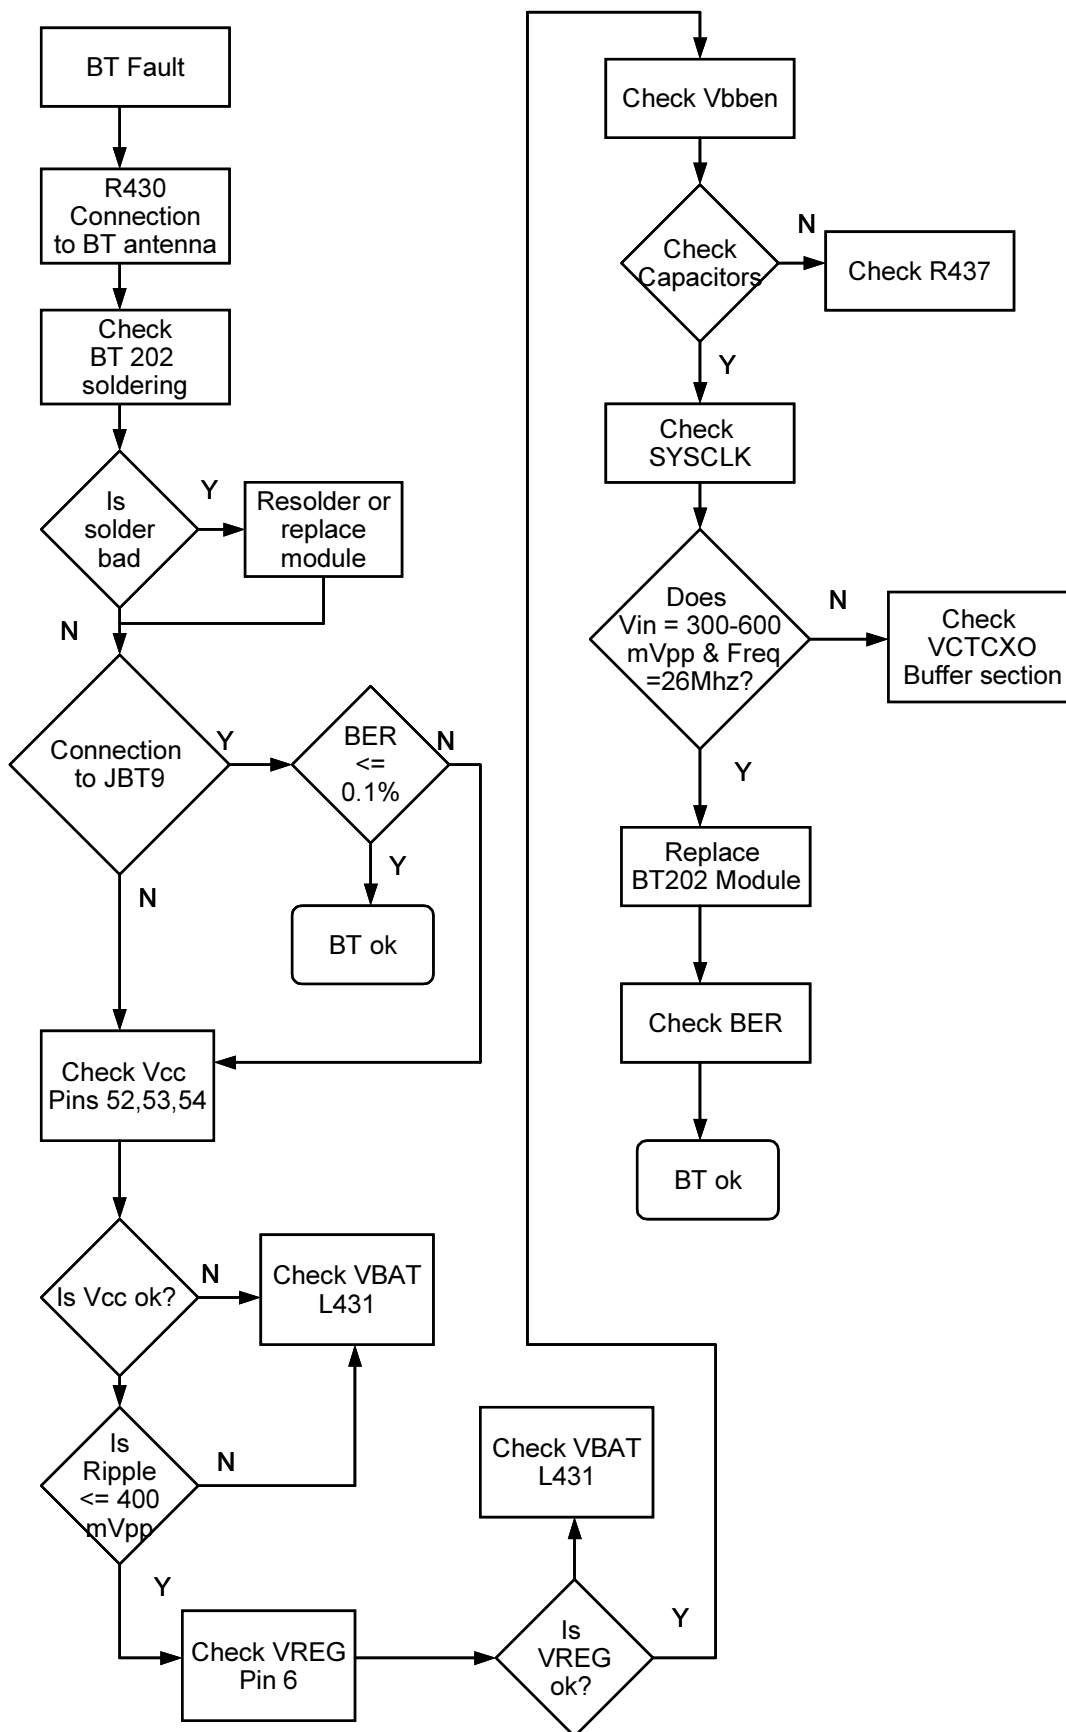 BT Fault
R430
Connection
to BT antenna
Check
BT 202
soldering
Is
solder
bad
Y
Resolder or
replace
module
N
Connection
to JBT9
Y
BER
<=
0.1%
N
Y
BT ok
N
Check Vcc
Pins 52,53,54
Is Vcc ok?
N
Check VBAT
L431
Is
Ripple
<= 400
mVpp
N
Y
Check VREG
Pin 6
Check VBAT
L431
Is
VREG
ok?
Y
Check Vbben
Check
Capacitors
N
Check R437
Y
Check
SYSCLK
Does
Vin = 300-600
mVpp & Freq
=26Mhz?
N
Check
VCTCXO
Buffer section
Y
Replace
BT202 Module
Check BER
BT ok